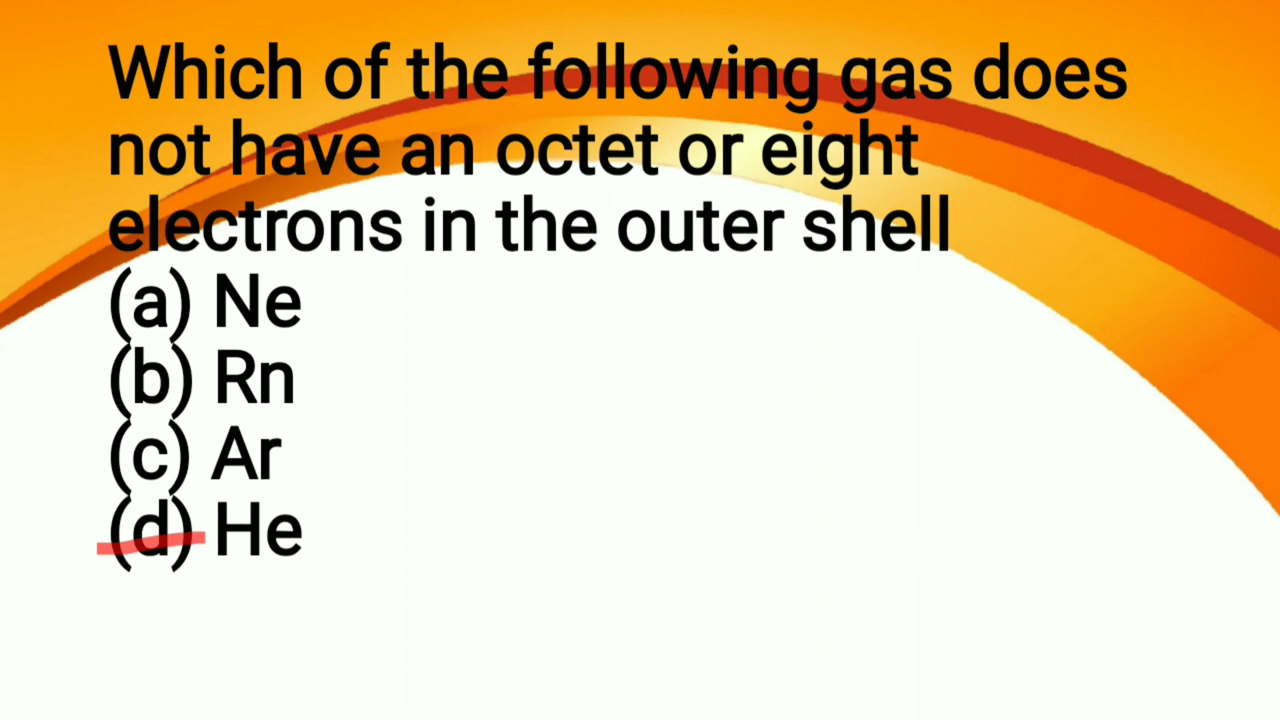 Which of the following gas does
not have an octet or eight
electrons in the outer shell
(a) Ne
(b) Rn
(c) Ar
(d) He